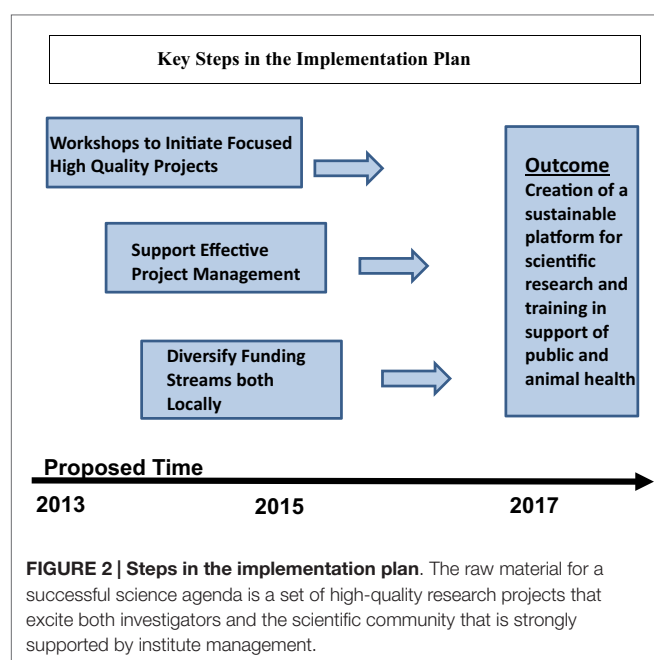 Key Steps in the Implementation Plan
Workshops to Initiate Focused
High Quality Projects
Support Effective
Project Management
Diversify Funding
Streams both
Locally
Outcome
Creation of a
sustainable
platform for
scientific
research and
training in
support of
public and
animal health
Proposed Time
2013
2015
2017
FIGURE 2 | Steps in the implementation plan. The raw material for a
successful science agenda is a set of high-quality research projects that
excite both investigators and the scientific community that is strongly
supported by institute management.